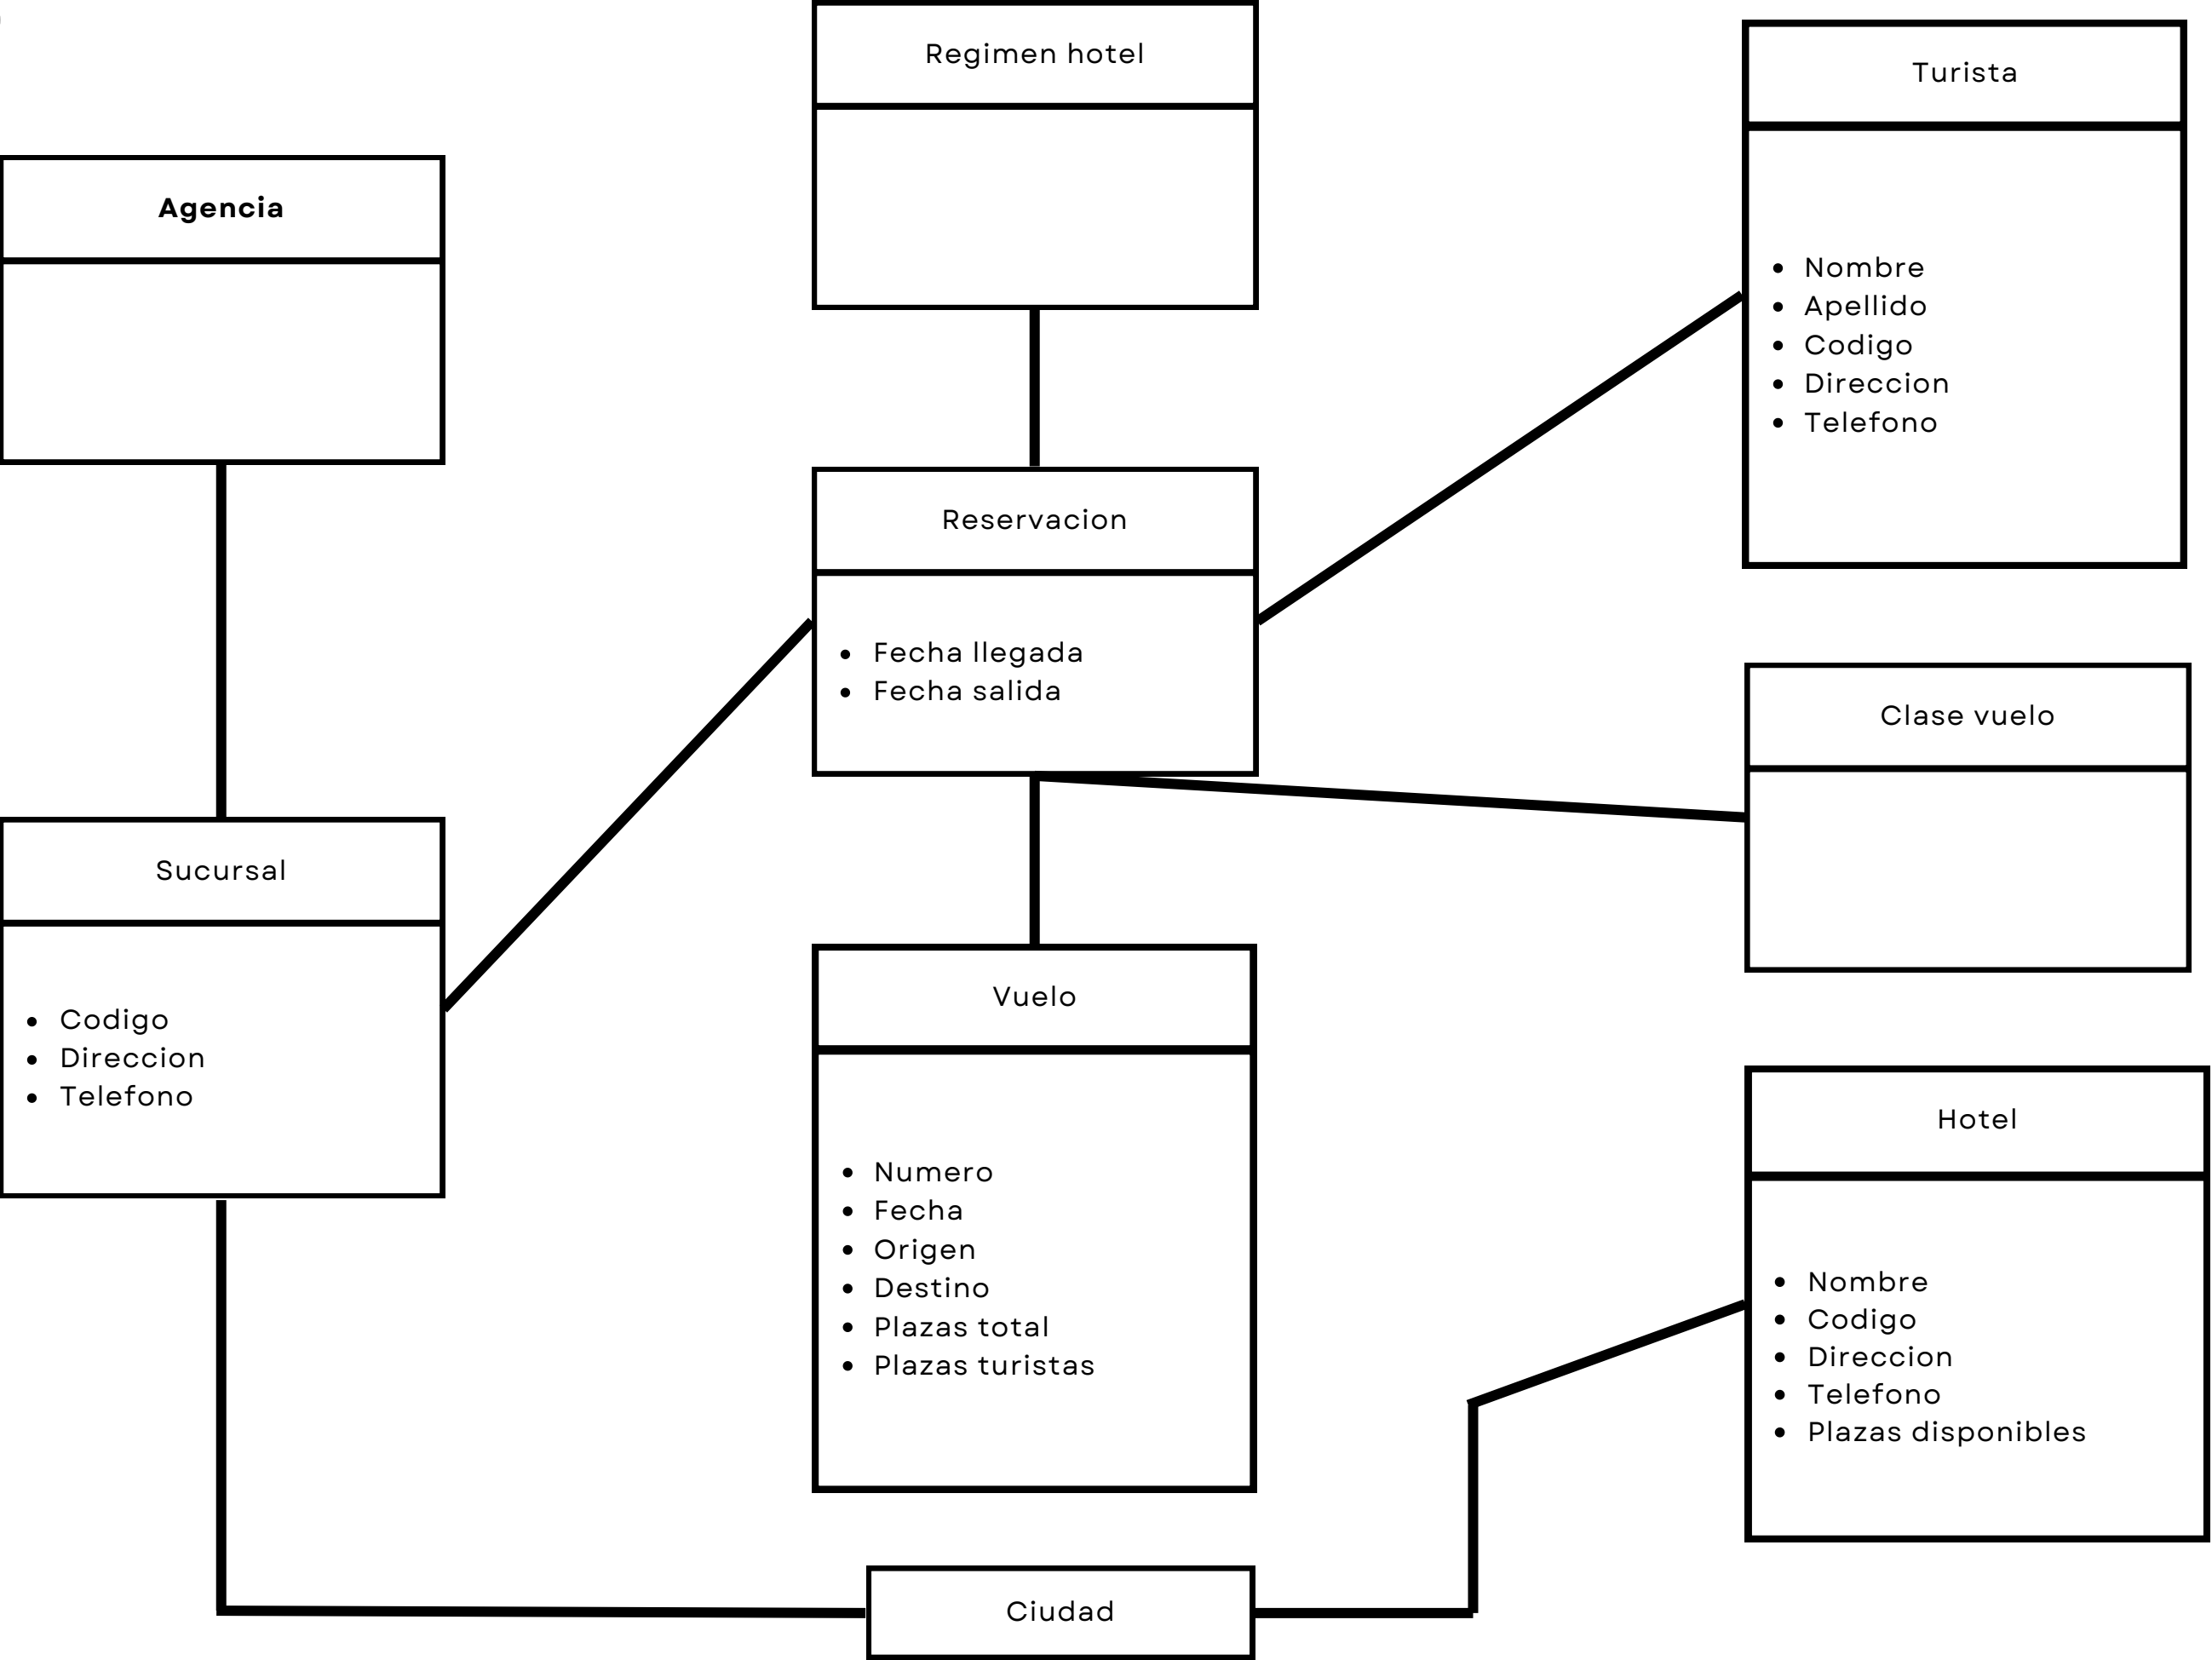 Regimen hotel
Turista
Nombre
Apellido
Codigo
Direccion
Telefono
Agencia
Reservacion
Fecha llegada
Fecha salida
Clase vuelo
Sucursal
Codigo
Direccion
Telefono
Vuelo
Numero
Fecha
Origen
Destino
Plazas total
Plazas turistas
Hotel
Nombre
Codigo
Direccion
Telefono
Plazas disponibles
Ciudad